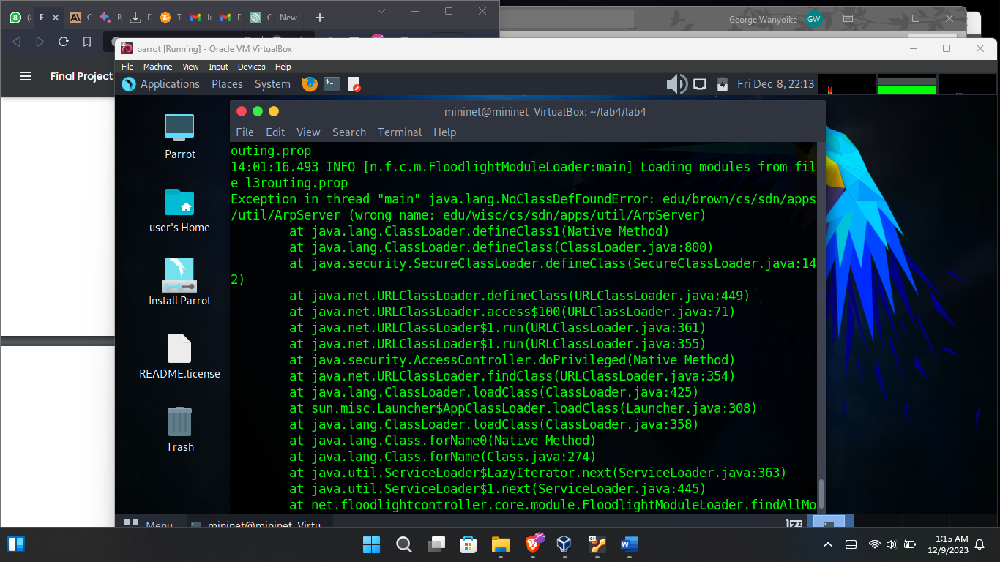 (
F
C
B
D
T
I
M
D
C
New
George Wanyoike
GW
parrot [Running] - Oracle VM VirtualBox
File Machine View Input Devices Help
Final Project
Applications Places System
Fri Dec 8, 22:13
mininet@mininet-VirtualBox: ~/lab4/lab4
File Edit View Search Terminal Help
Parrot
user's Home
Install Parrot
README.license
Trash
outing.prop
14:01:16.493 INFO [n.f.c.m.FloodlightModuleLoader:main] Loading modules from fil
e l3routing.prop
Exception in thread "main" java.lang.NoClassDefFoundError: edu/brown/cs/sdn/apps
/util/ArpServer (wrong name: edu/wisc/cs/sdn/apps/util/ArpServer)
at java.lang.ClassLoader.defineClass1(Native Method)
at java.lang.ClassLoader.defineClass(ClassLoader.java:800)
at java.security.SecureClassLoader.defineClass(SecureClassLoader.java:14
2)
at java.net.URLClassLoader.defineClass(URLClassLoader.java:449)
at java.net.URLClassLoader.access$100(URLClassLoader.java:71)
at java.net.URLClassLoader$1.run(URLClassLoader.java:361)
at java.net.URLClassLoader$1.run(URLClassLoader.java:355)
at java.security.AccessController.doPrivileged(Native Method)
at java.net.URLClassLoader.findClass(URLClassLoader.java:354)
at java.lang.ClassLoader.loadClass(ClassLoader.java:425)
at sun.misc.Launcher$AppClassLoader.loadClass(Launcher.java:308)
at java.lang.ClassLoader.loadClass(ClassLoader.java:358)
at java.lang.Class.forName0(Native Method)
at java.lang.Class.forName(Class.java:274)
at java.util.ServiceLoader$LazyIterator.next(ServiceLoader.java:363)
at java.util.ServiceLoader$1.next(ServiceLoader.java:445)
at net.floodlightcontroller.core.module.FloodlightModuleLoader.findAllMo
Menu
mininet@mininet-Virtu
1:15 AM
12/9/2023